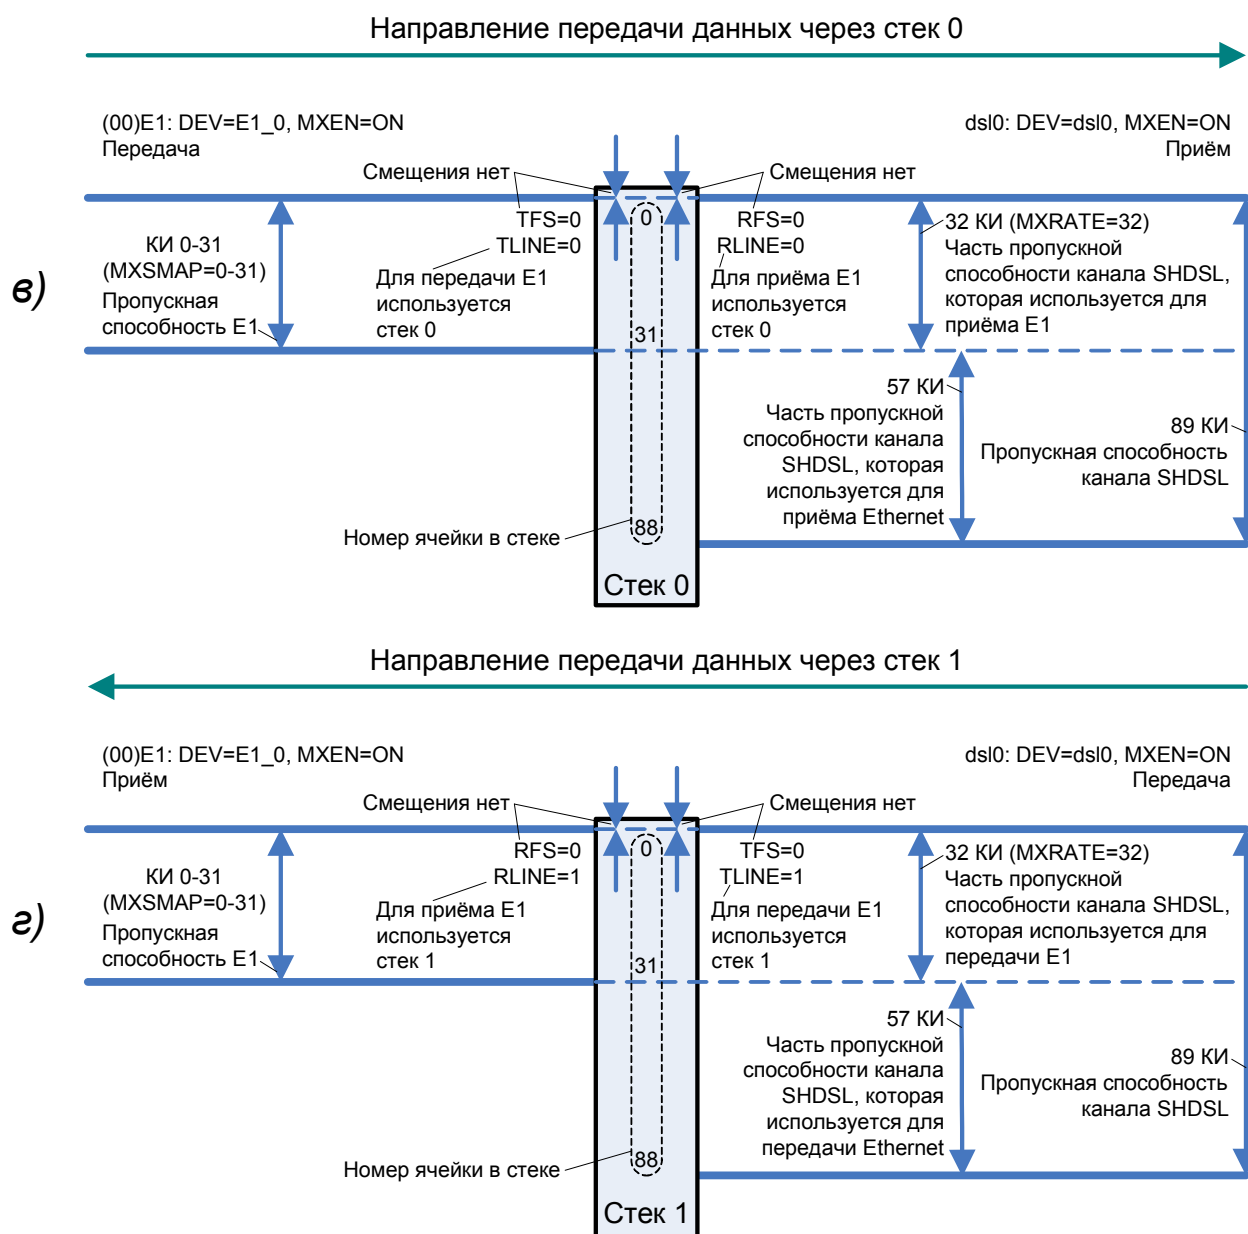 Направление передачи данных через стек 0
(00)E1: DEV=E1_0, MXEN=ON
Передача
dsl0: DEV=dsl0, MXEN=ON
Приём
Смещения нет
Смещения нет
TFS=0
TLINE=0
Для передачи E1
используется
стек 0
RFS=0
RLINE=0
Для приёма E1
используется
стек 0
КИ 0-31
(MXSMAP=0-31)
Пропускная
способность E1
32 КИ (MXRATE=32)
Часть пропускной
способности канала SHDSL,
которая используется для
приёма E1
в)
0
31
88
57 КИ
Часть пропускной
способности канала
SHDSL, которая
используется для
приёма Ethernet
89 КИ
Пропускная способность
канала SHDSL
Номер ячейки в стеке
Стек 0
Направление передачи данных через стек 1
(00)E1: DEV=E1_0, MXEN=ON
Приём
dsl0: DEV=dsl0, MXEN=ON
Передача
Смещения нет
Смещения нет
RFS=0
RLINE=1
Для приёма E1
используется
стек 1
TFS=0
TLINE=1
Для передачи E1
используется
стек 1
КИ 0-31
(MXSMAP=0-31)
Пропускная
способность E1
32 КИ (MXRATE=32)
Часть пропускной
способности канала SHDSL,
которая используется для
передачи E1
г)
0
31
88
57 КИ
Часть пропускной
способности канала
SHDSL, которая
используется для
передачи Ethernet
89 КИ
Пропускная способность
канала SHDSL
Номер ячейки в стеке
Стек 1